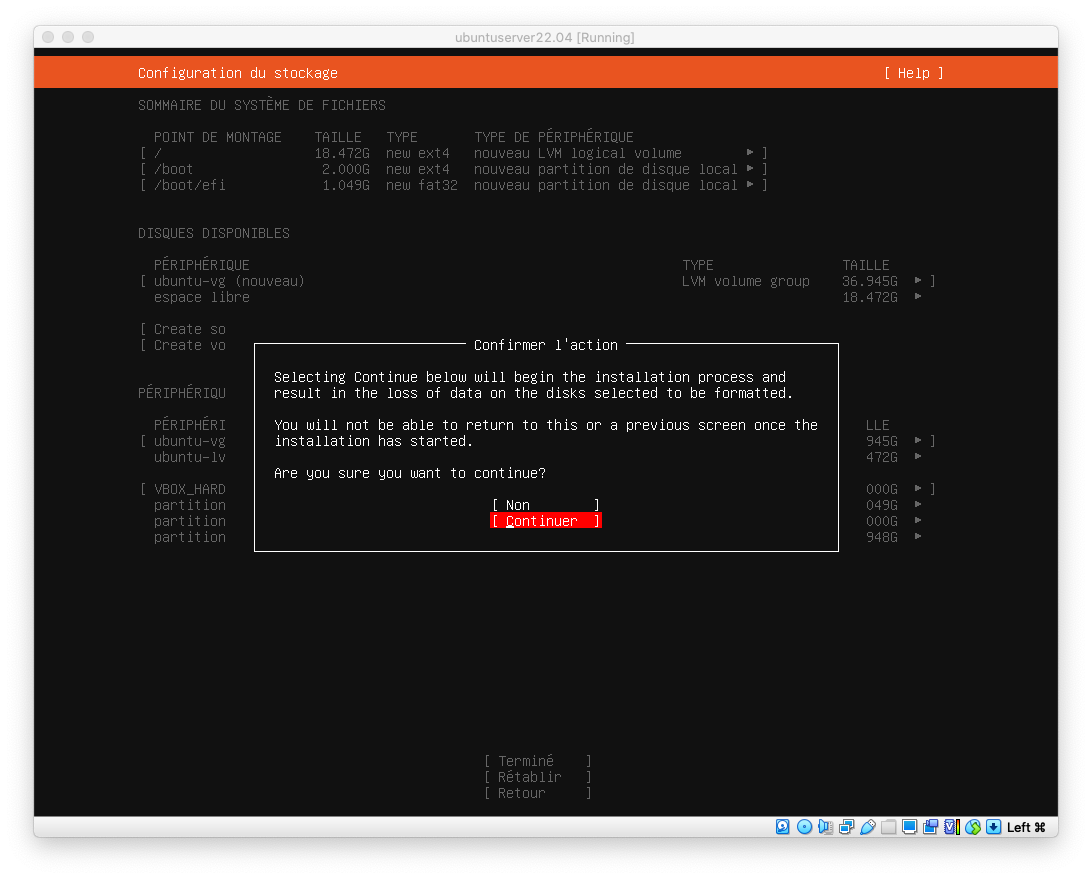 ubuntuserver22.04 [Running]
Configuration du stockage [ Help ]
SOMMAIRE DU SYSTÈME DE FICHIERS
POINT DE MONTAGE TAILLE TYPE TYPE DE PÉRIPHÉRIQUE
[ / 18.472G new ext4 nouveau LVM logical volume ▸ ]
[ /boot 2.000G new ext4 nouveau partition de disque local ▸ ]
[ /boot/efi 1.049G new fat32 nouveau partition de disque local ▸ ]
DISQUES DISPONIBLES
PÉRIPHÉRIQUE TYPE TAILLE
[ ubuntu-vg (nouveau) LVM volume group 36.945G ▸ ]
espace libre 18.472G ▸
[ Create so
[ Create vo
Confirmer l'action
Selecting Continue below will begin the installation process and
result in the loss of data on the disks selected to be formatted.
You will not be able to return to this or a previous screen once the
installation has started.
Are you sure you want to continue?
[ Non ]
[ Continuer ]
PÉRIPHÉRIQU
PÉRIPHÉRI LLE
[ ubuntu-vg 945G ▸ ]
ubuntu-lv 472G ▸
[ VBOX_HARD 000G ▸ ]
partition 049G ▸
partition 000G ▸
partition 948G ▸
[ Terminé ]
[ Rétablir ]
[ Retour ]
Left ⌘